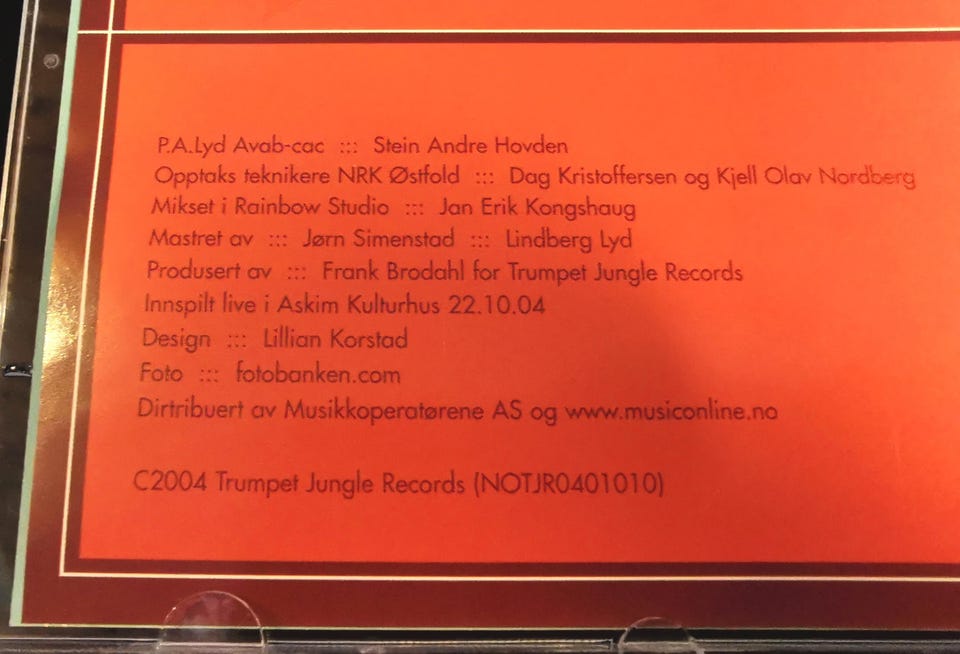 P.A.Lyd Avab-cac ::: Stein Andre Hovden
Opptaks teknikere NRK Østfold ::: Dag Kristoffersen og Kjell Olav Nordberg
Mikset i Rainbow Studio ::: Jan Erik Kongshaug
Mastret av ::: Jørn Simenstad ::: Lindberg Lyd
Produsert av ::: Frank Brodahl for Trumpet Jungle Records
Innspilt live i Askim Kulturhus 22.10.04
Design ::: Lillian Korstad
Foto ::: fotobanken.com
Dirtribuert av Musikkoperatørene AS og www.musiconline.no
C2004 Trumpet Jungle Records (NOTJR0401010)